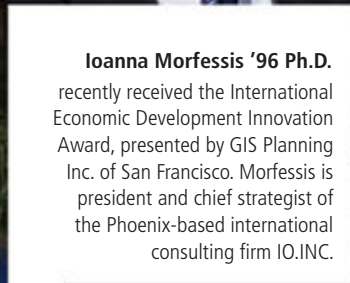 Ioanna Morfessis ’96 Ph.D.
recently received the International
Economic Development Innovation
Award, presented by GIS Planning
Inc. of San Francisco. Morfessis is
president and chief strategist of
the Phoenix-based international
consulting firm IO.INC.